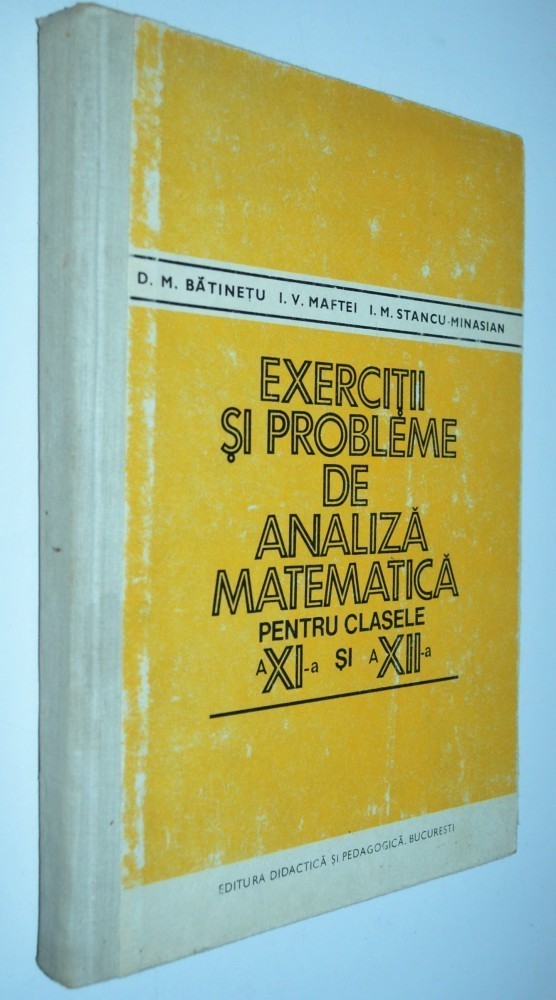 D. M. BĂTINEȚU I. V. MAFTEI I. M. STANCU-MINASIAN
EXERCIȚII
ȘI PROBLEME
DE
ANALIZĂ
MATEMATICĂ
PENTRU CLASELE
A XI-a ȘI A XII-a
EDITURA DIDACTICĂ ȘI PEDAGOGICĂ, BUCUREȘTI